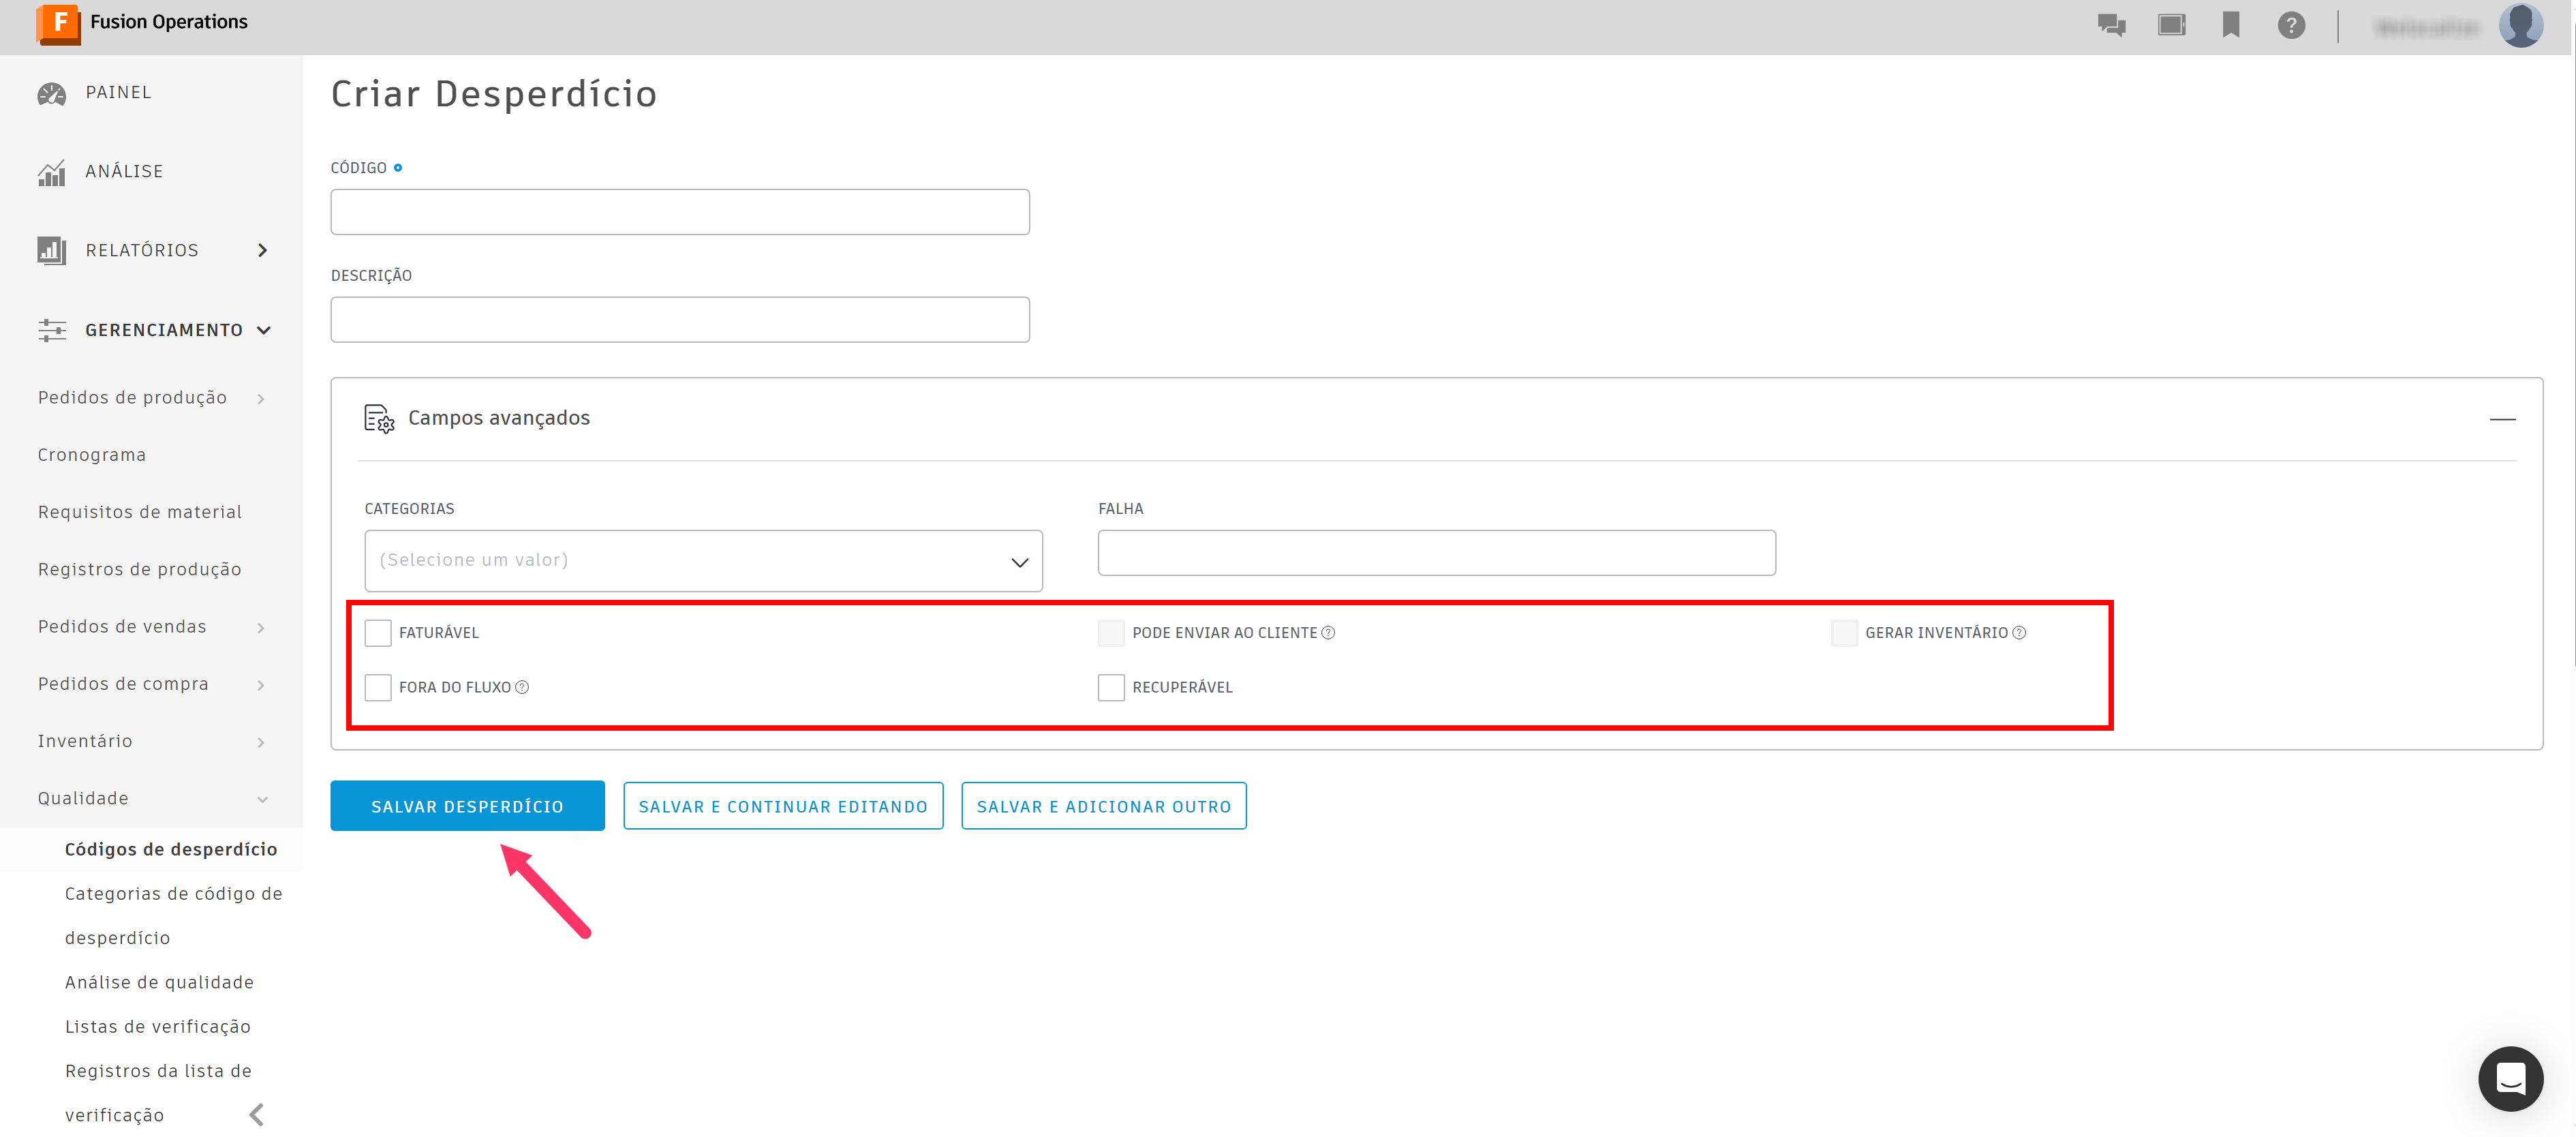 Fusion Operations
PAINEL
ANÁLISE
RELATÓRIOS
GERENCIAMENTO
Pedidos de produção
Cronograma
Requisitos de material
Registros de produção
Pedidos de vendas
Pedidos de compra
Inventário
Qualidade
Códigos de desperdício
Categorias de código de
desperdício
Análise de qualidade
Listas de verificação
Registros da lista de
verificação
Criar Desperdício
CÓDIGO
DESCRIÇÃO
Campos avançados
CATEGORIAS
(Selecione um valor)
FALHA
FATURÁVEL
PODE ENVIAR AO CLIENTE
GERAR INVENTÁRIO
FORA DO FLUXO
RECUPERÁVEL
SALVAR DESPERDÍCIO
SALVAR E CONTINUAR EDITANDO
SALVAR E ADICIONAR OUTRO